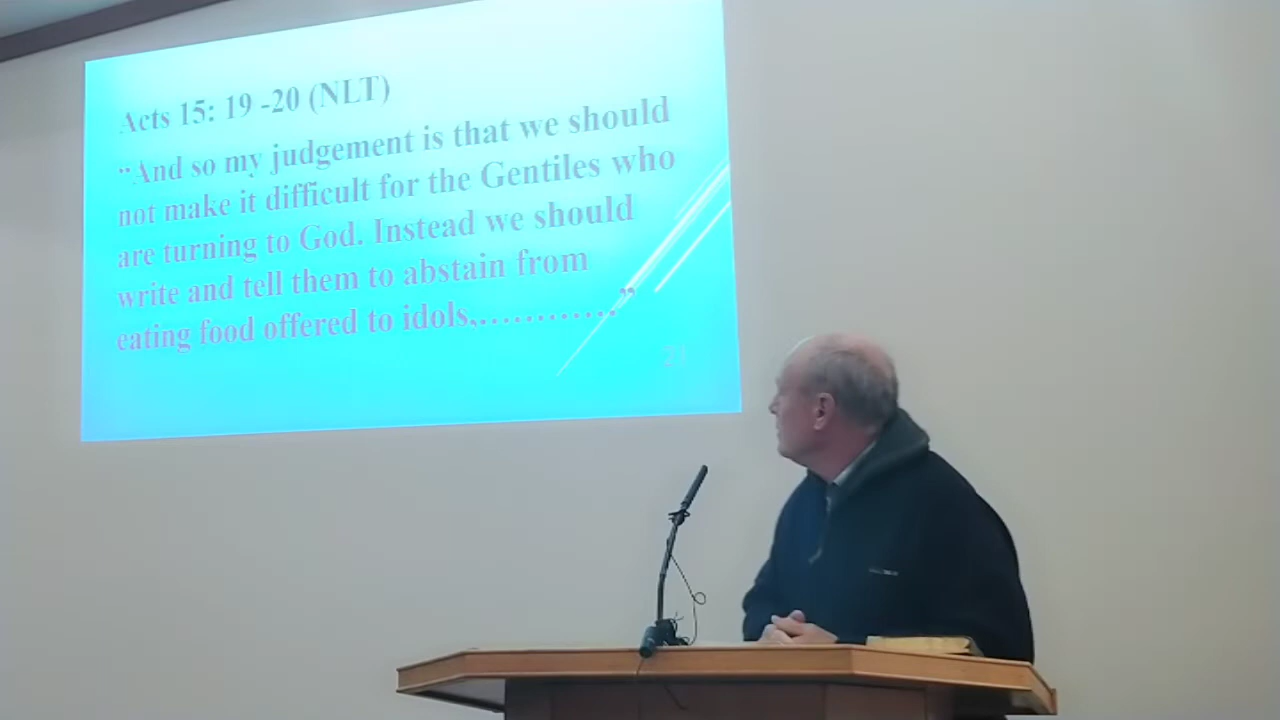 Acts 15: 19 -20 (NLT)
"And so my judgement is that we should
not make it difficult for the Gentiles who
are turning to God. Instead we should
write and tell them to abstain from
eating food offered to idols,............"
21